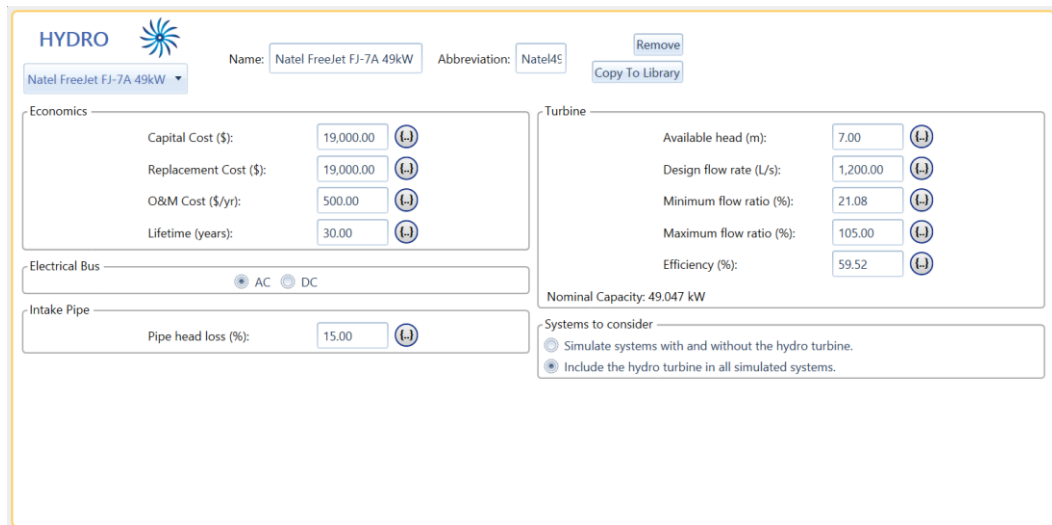 HYDRO
Name: Natel FreeJet FJ-7A 49kW Abbreviation: Natel49
Remove
Copy To Library
Natel FreeJet FJ-7A 49kW
Economics
Capital Cost ($): 19,000.00 {..}
Replacement Cost ($): 19,000.00 {..}
O&M Cost ($/yr): 500.00 {..}
Lifetime (years): 30.00 {..}
Electrical Bus
AC DC
Intake Pipe
Pipe head loss (%): 15.00 {..}
Turbine
Available head (m): 7.00 {..}
Design flow rate (L/s): 1,200.00 {..}
Minimum flow ratio (%): 21.08 {..}
Maximum flow ratio (%): 105.00 {..}
Efficiency (%): 59.52 {..}
Nominal Capacity: 49.047 kW
Systems to consider
Simulate systems with and without the hydro turbine.
Include the hydro turbine in all simulated systems.